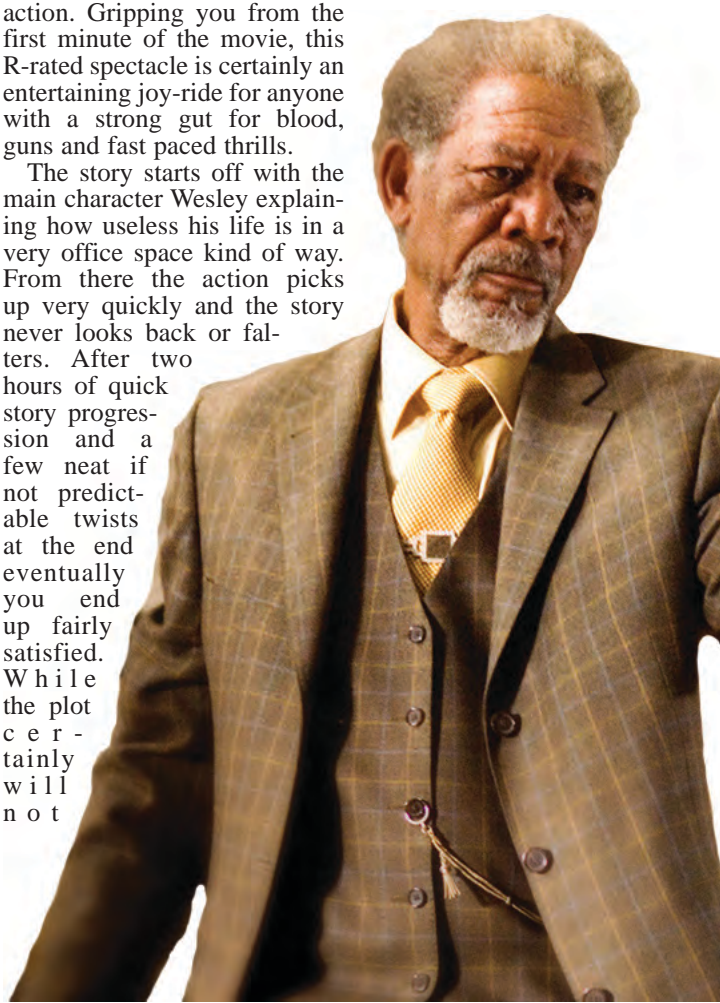 action. Gripping you from the
first minute of the movie, this
R-rated spectacle is certainly an
entertaining joy-ride for anyone
with a strong gut for blood,
guns and fast paced thrills.
The story starts off with the
main character Wesley explain-
ing how useless his life is in a
very office space kind of way.
From there the action picks
up very quickly and the story
never looks back or fal-
ters. After two
hours of quick
story progres-
sion and a
few neat if
not predict-
able twists
at the end
eventually
you end
up fairly
satisfied.
While
the plot
cer-
tainly
will
not